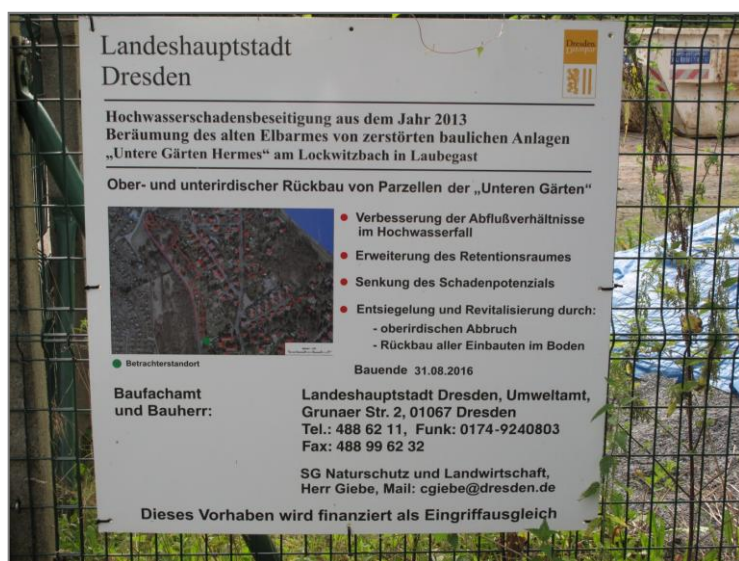 Landeshauptstadt
Dresden
Dresden
Hochwasserschadensbeseitigung aus dem Jahr 2013
Beräumung des alten Elbarmes von zerstörten baulichen Anlagen
„Untere Gärten Hermes“ am Lockwitzbach in Laubegast
Ober- und unterirdischer Rückbau von Parzellen der „Unteren Gärten“
Verbesserung der Abflußverhältnisse
im Hochwasserfall
Erweiterung des Retentionsraumes
Senkung des Schadenpotenzials
Entsiegelung und Revitalisierung durch:
- oberirdischen Abbruch
- Rückbau aller Einbauten im Boden
Betrachterstandort
Bauende 31.08.2016
Baufachamt
und Bauherr:
Landeshauptstadt Dresden, Umweltamt,
Grunaer Str. 2, 01067 Dresden
Tel.: 488 62 11, Funk: 0174-9240803
Fax: 488 99 62 32
SG Naturschutz und Landwirtschaft,
Herr Giebe, Mail: cgiebe@dresden.de
Dieses Vorhaben wird finanziert als Eingriffausgleich